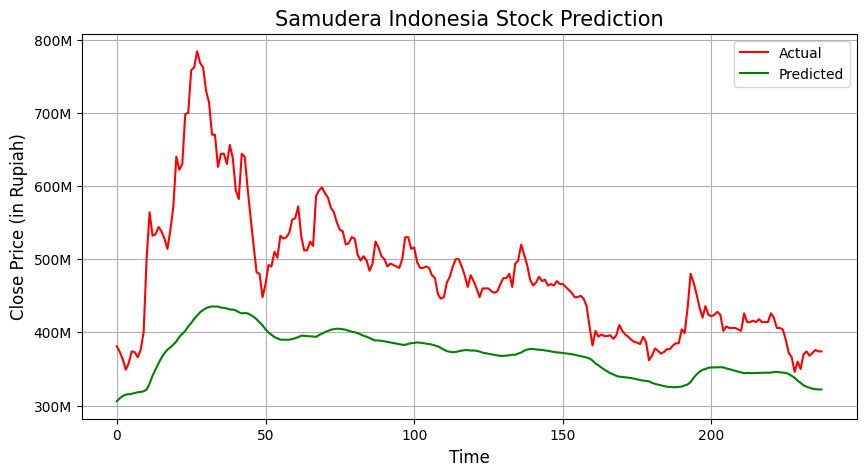 Samudera Indonesia Stock Prediction
Close Price (in Rupiah)
800M
700M
600M
500M
400M
300M
Actual
Predicted
0 50 100 150 200
Time